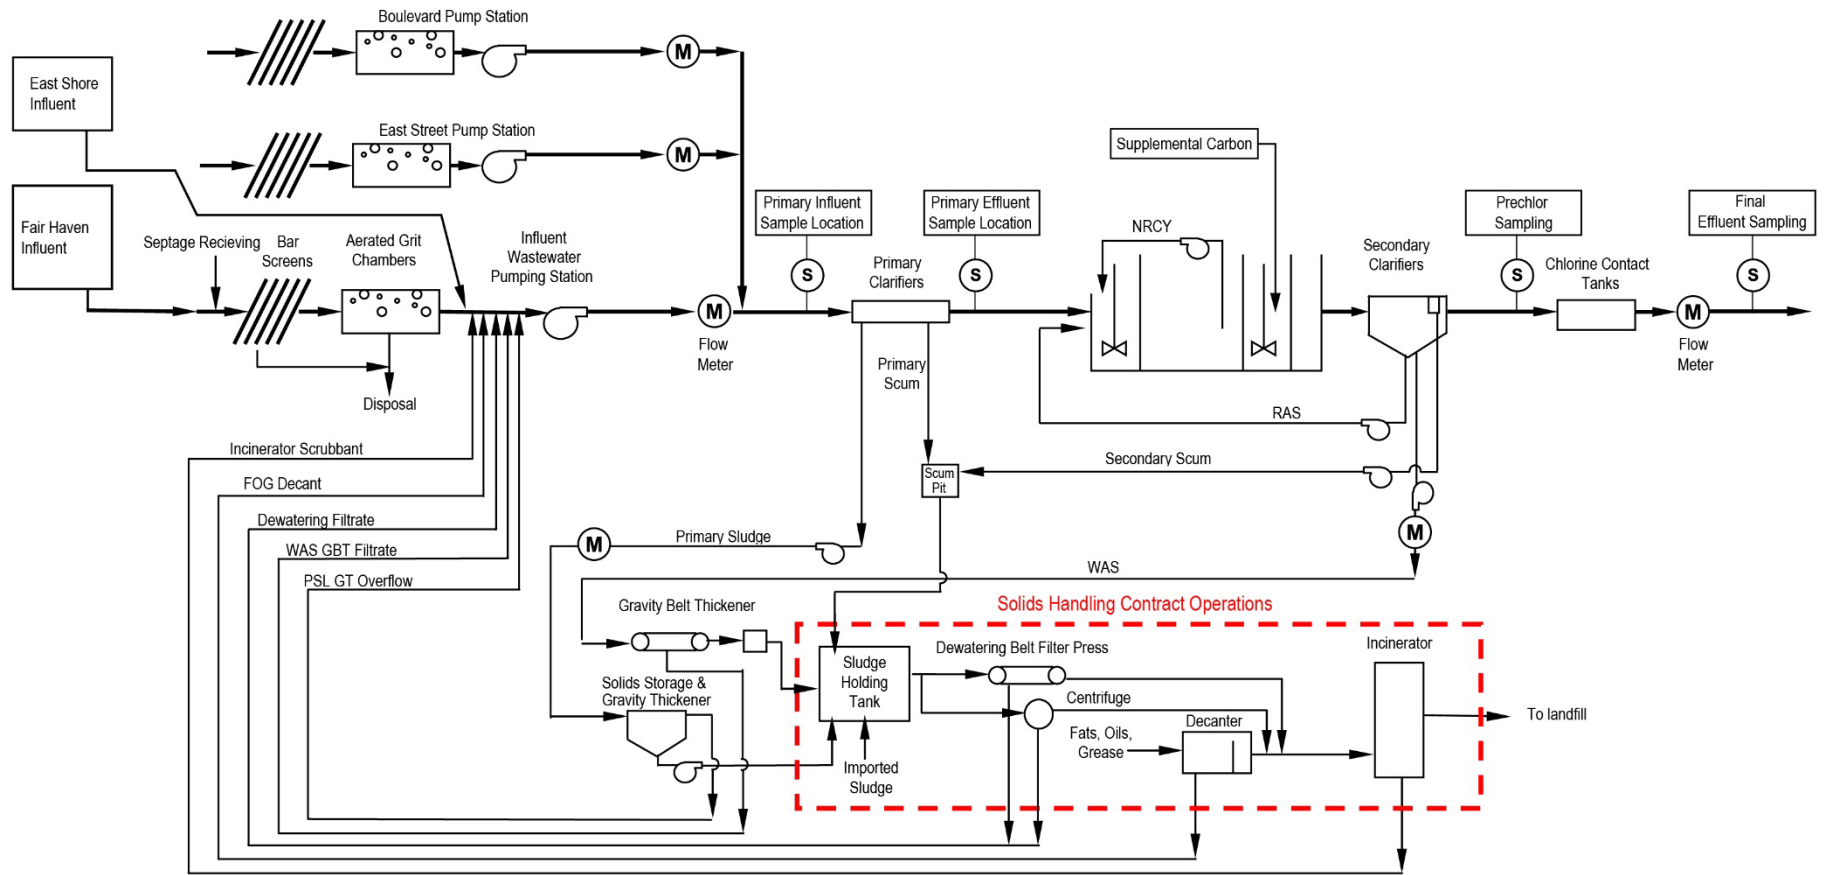 Boulevard Pump Station
M
East Shore
Influent
East Street Pump Station
M
Supplemental Carbon
Fair Haven
Influent
Septage Recieving
Bar
Screens
Aerated Grit
Chambers
Influent
Wastewater
Pumping Station
Primary Influent
Sample Location
Primary Effluent
Sample Location
NRCY
Secondary
Clarifiers
Prechlor
Sampling
Final
Effluent Sampling
S
Primary
Clarifiers
S
S
Chlorine Contact
Tanks
S
M
Flow
Meter
M
Flow
Meter
Primary
Scum
Disposal
RAS
Incinerator Scrubbant
Secondary Scum
Scum
Pit
FOG Decant
Dewatering Filtrate
M
Primary Sludge
M
WAS GBT Filtrate
WAS
PSL GT Overflow
Gravity Belt Thickener
Solids Handling Contract Operations
Sludge
Holding
Tank
Dewatering Belt Filter Press
Incinerator
Solids Storage &
Gravity Thickener
Centrifuge
Decanter
Fats, Oils,
Grease
To landfill
Imported
Sludge